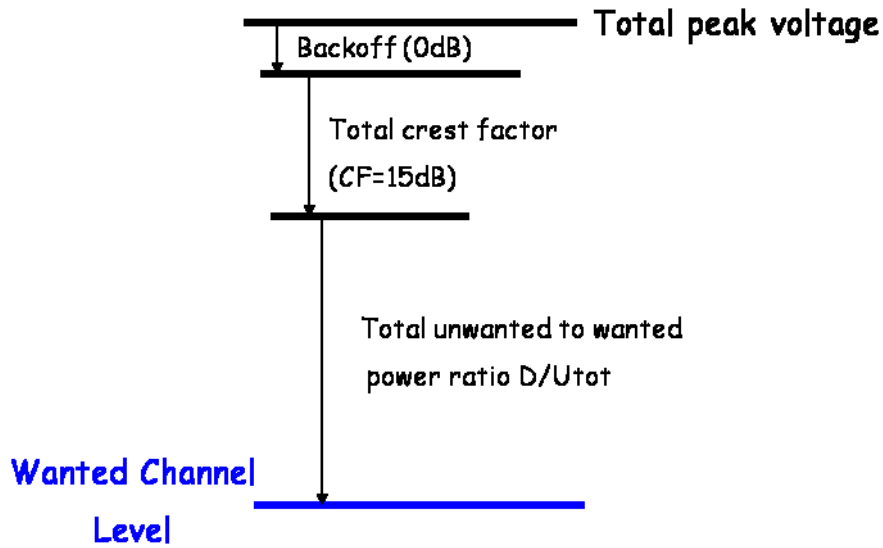 Total peak voltage
Backoff (0dB)
Total crest factor
(CF=15dB)
Total unwanted to wanted
power ratio D/Utot
Wanted Channel
Level